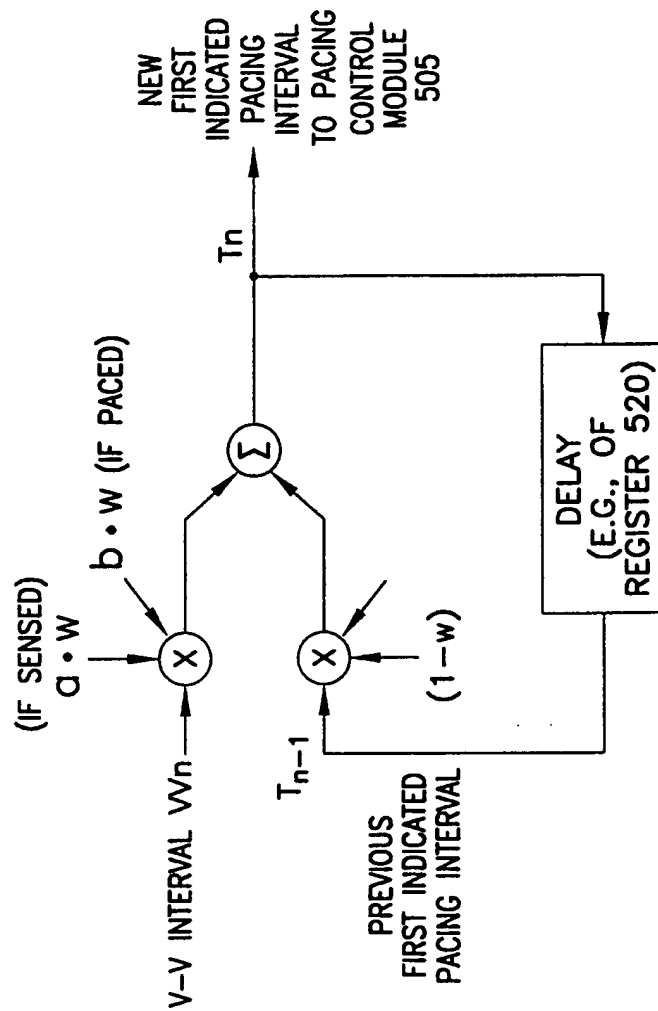 (IF SENSED)
a • w
b • w (IF PACED)
V–V INTERVAL VVn
X
Σ
Tn
NEW
FIRST
INDICATED
PACING
INTERVAL
TO PACING
CONTROL
MODULE
505
Tn–1
X
(1–w)
PREVIOUS
FIRST INDICATED
PACING INTERVAL
DELAY
(E.G., OF
REGISTER 520)